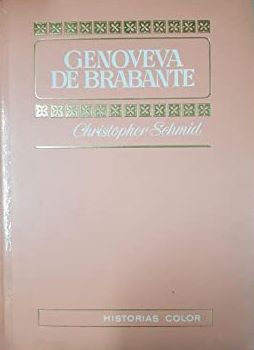 GENOVEVA
DE BRABANTE
Christopher Schmid
HISTORIAS COLOR